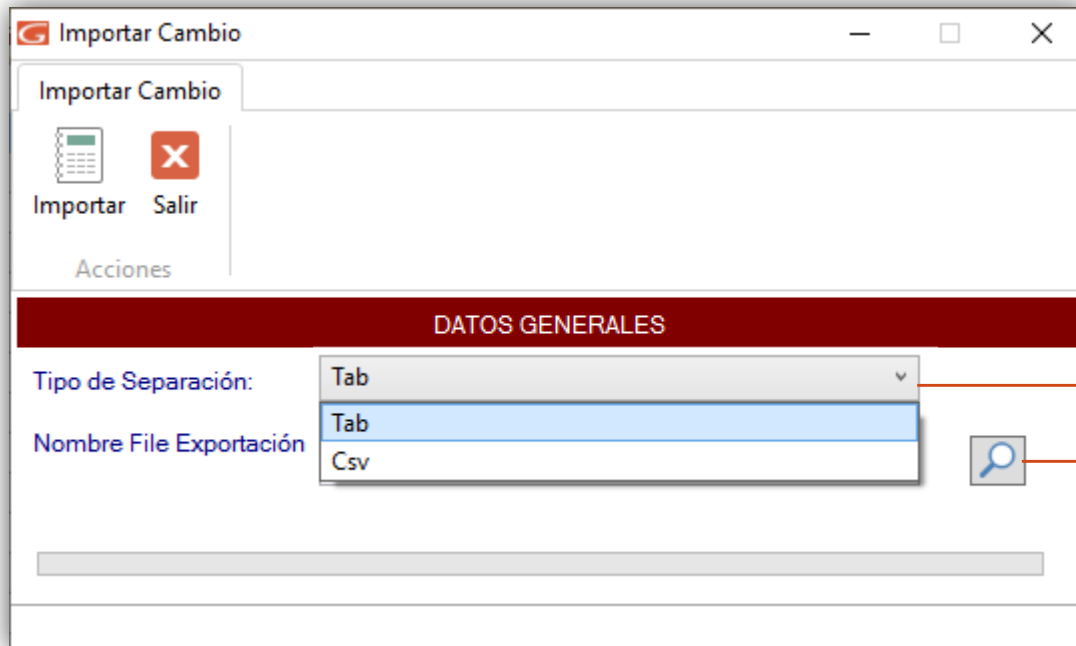 Importar Cambio
Importar Cambio
Importar Salir
Acciones
DATOS GENERALES
Tipo de Separación: Tab
Tab
Nombre File Exportación
Csv